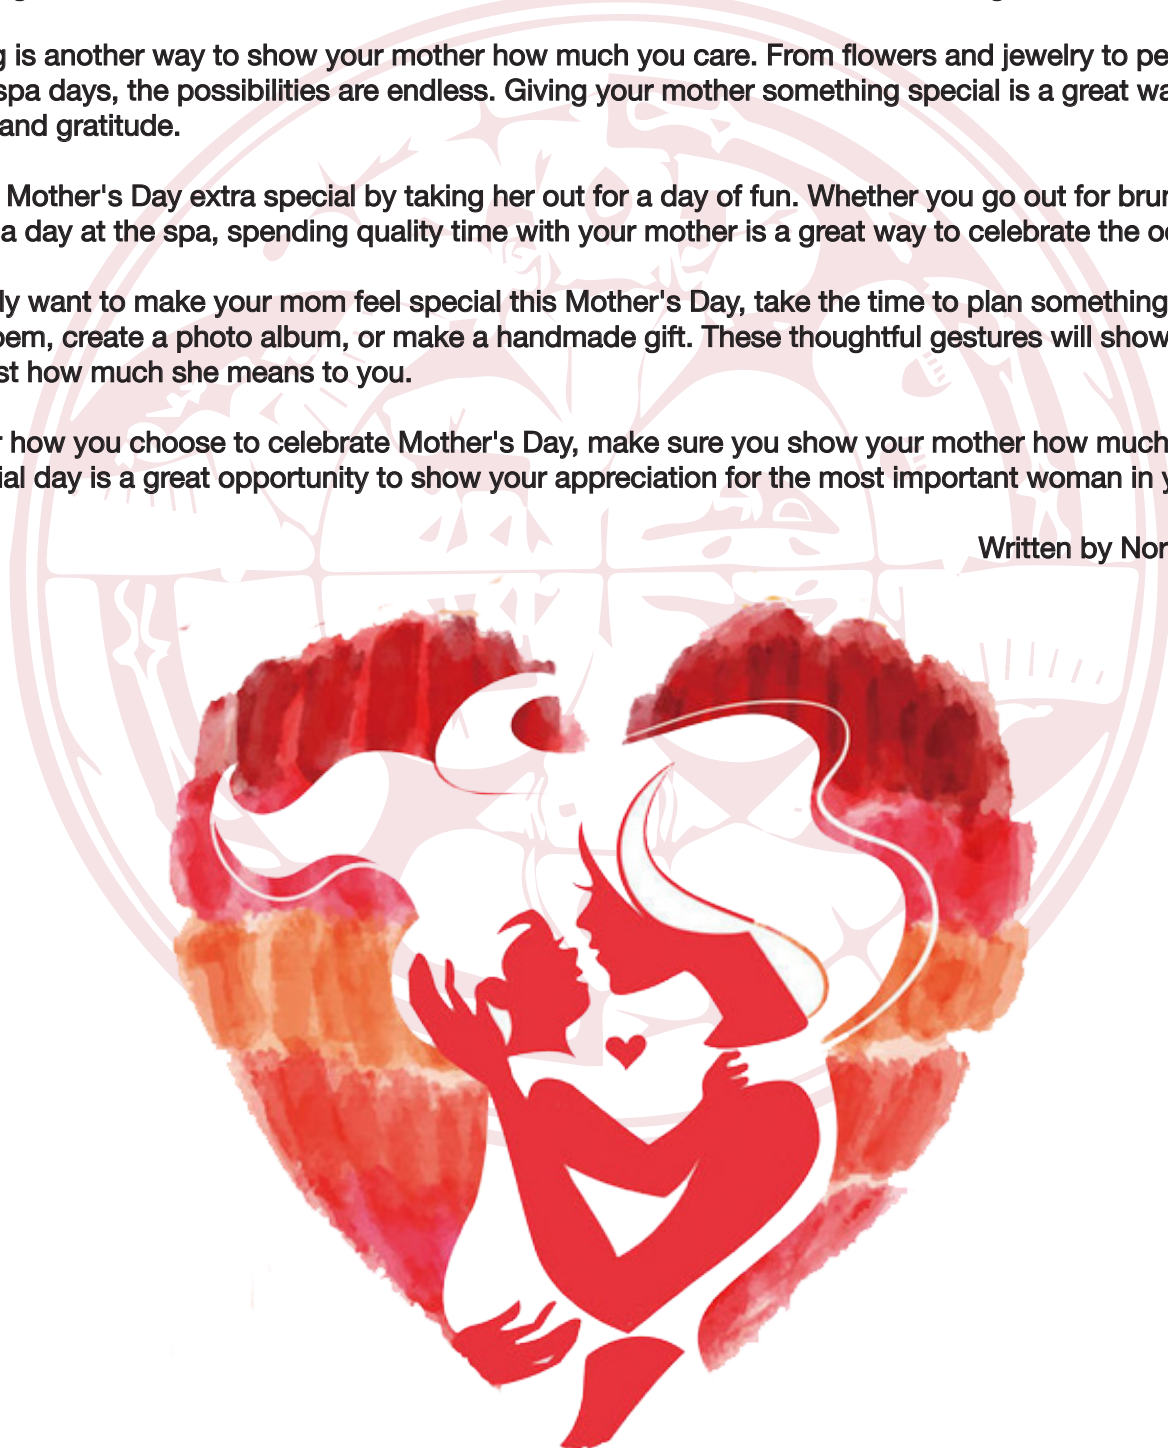 g is another way to show your mother how much you care. From flowers and jewelry to pe
spa days, the possibilities are endless. Giving your mother something special is a great wa
and gratitude.
Mother's Day extra special by taking her out for a day of fun. Whether you go out for brun
a day at the spa, spending quality time with your mother is a great way to celebrate the oc
ly want to make your mom feel special this Mother's Day, take the time to plan something
oem, create a photo album, or make a handmade gift. These thoughtful gestures will show
st how much she means to you.
r how you choose to celebrate Mother's Day, make sure you show your mother how much
ial day is a great opportunity to show your appreciation for the most important woman in y
Written by Nor